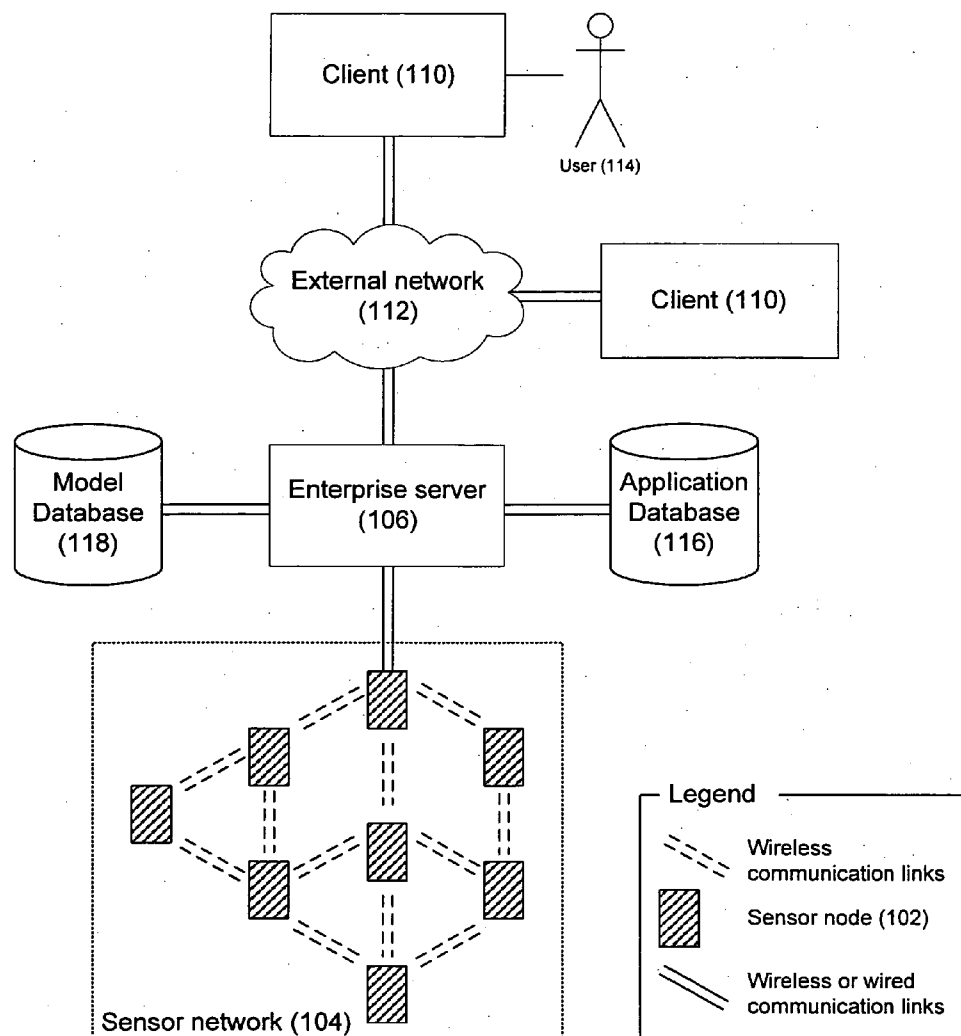 Client (110)
User (114)
External network
(112)
Client (110)
Model
Database
(118)
Enterprise server
(106)
Application
Database
(116)
Legend
Wireless
communication links
Sensor node (102)
Wireless or wired
communication links
Sensor network (104)